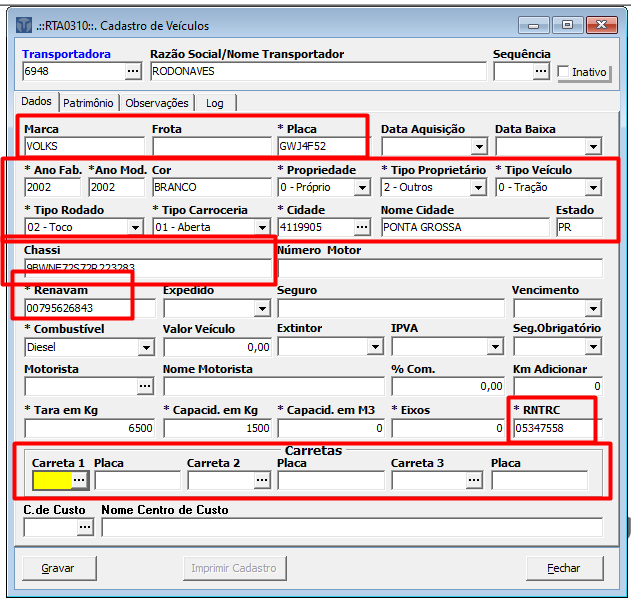 .::RTA0310::. Cadastro de Veículos
Transportadora Razão Social/Nome Transportador Sequência
6948 ... RODONAVES ... Inativo
Dados Patrimônio Observações Log
Marca Frota * Placa Data Aquisição Data Baixa
VOLKS GWJ4F52
* Ano Fab. *Ano Mod. Cor * Propriedade * Tipo Proprietário * Tipo Veículo
2002 2002 BRANCO 0 - Próprio 2 - Outros 0 - Tração
* Tipo Rodado * Tipo Carroceria * Cidade Nome Cidade Estado
02 - Toco 01 - Aberta 4119905 ... PONTA GROSSA PR
Chassi Número Motor
9BWNE72S72R223283
* Renavam Expedido Seguro Vencimento
00795626843
* Combustível Valor Veículo Extintor IPVA Seg.Obrigatório
Diesel 0,00
Motorista Nome Motorista % Com. Km Adicionar
... 0,00 0
* Tara em Kg * Capacid. em Kg * Capacid. em M3 * Eixos * RNTRC
6500 1500 0 0 05347558
Carretas
Carreta 1 Placa Carreta 2 Placa Carreta 3 Placa
... ... ...
C.de Custo Nome Centro de Custo
...
Gravar Imprimir Cadastro Fechar